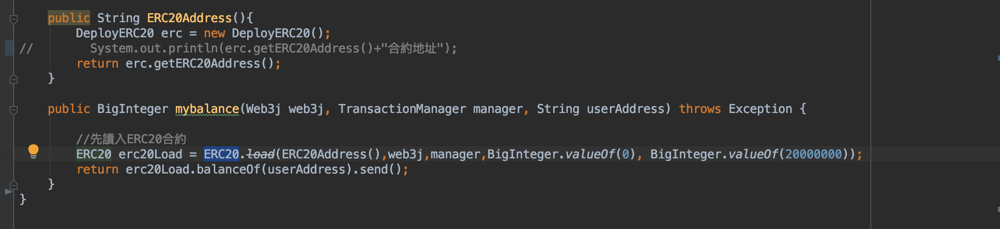 public String ERC20Address(){
DeployERC20 erc = new DeployERC20();
// System.out.println(erc.getERC20Address()+"合約地址");
return erc.getERC20Address();
}
public BigInteger mybalance(Web3j web3j, TransactionManager manager, String userAddress) throws Exception {
//先讀入ERC20合約
ERC20 erc20Load = ERC20.load(ERC20Address(),web3j,manager,BigInteger.valueOf(0), BigInteger.valueOf(20000000));
return erc20Load.balanceOf(userAddress).send();
}
}